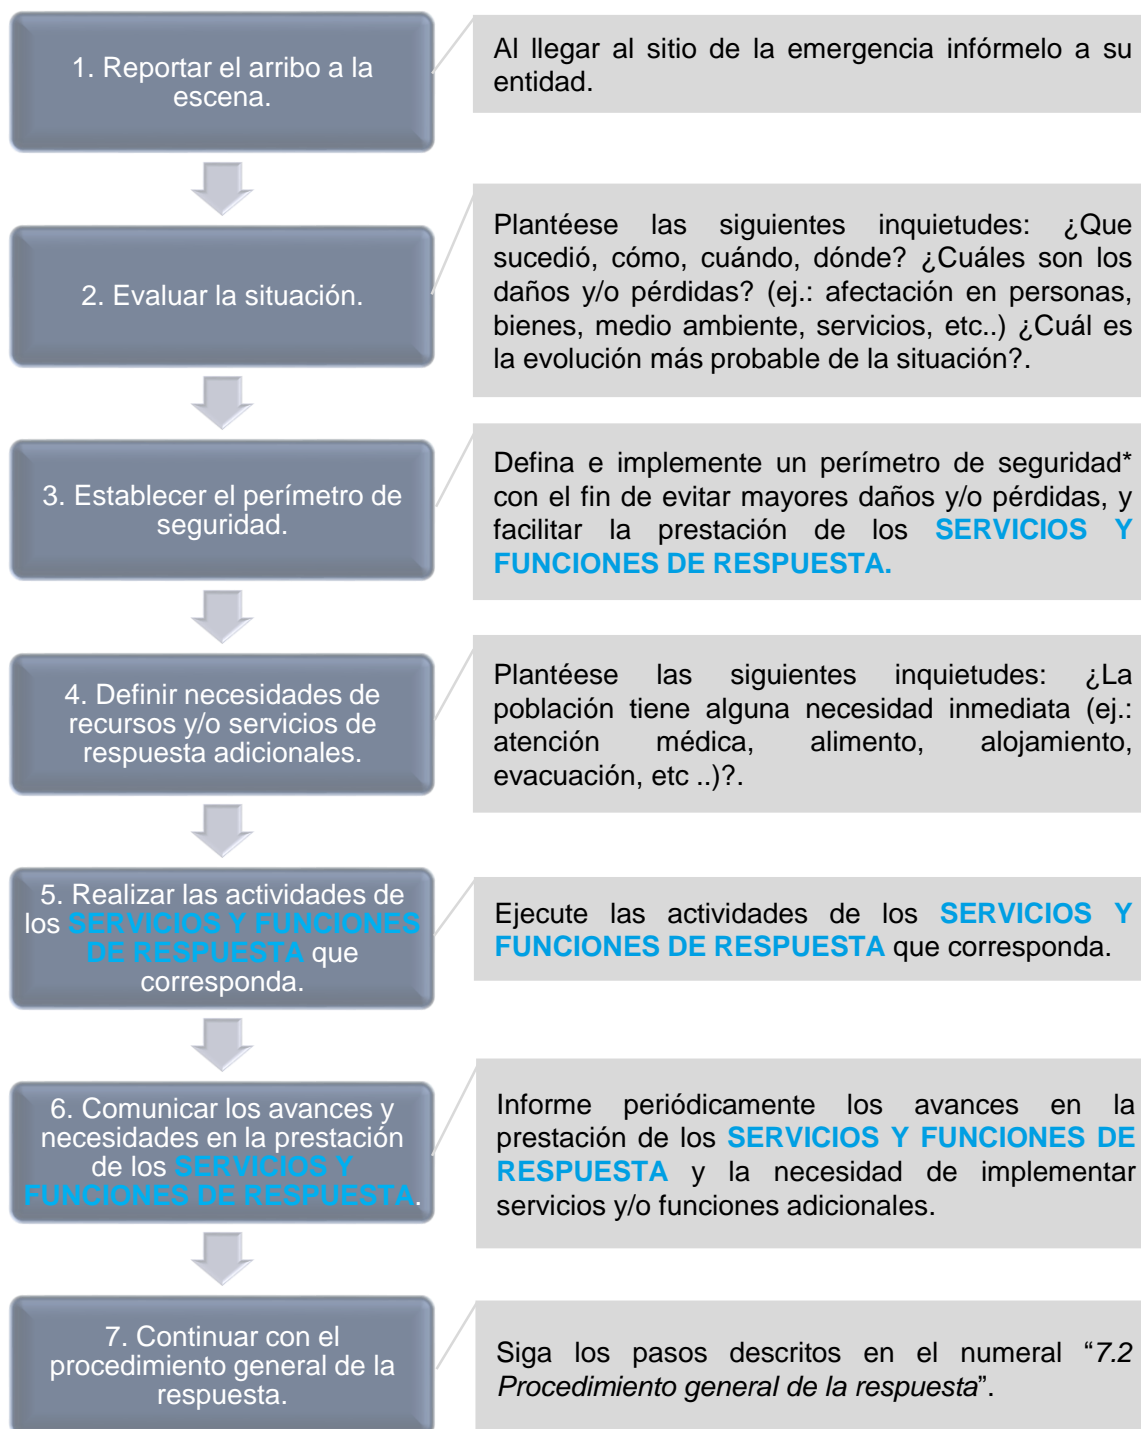 1. Reportar el arribo a la
escena.
Al llegar al sitio de la emergencia infórmelo a su
entidad.
2. Evaluar la situación.
Plantéese las siguientes inquietudes: ¿Que
sucedió, cómo, cuándo, dónde? ¿Cuáles son los
daños y/o pérdidas? (ej.: afectación en personas,
bienes, medio ambiente, servicios, etc..) ¿Cuál es
la evolución más probable de la situación?.
3. Establecer el perímetro de
seguridad.
Defina e implemente un perímetro de seguridad*
con el fin de evitar mayores daños y/o pérdidas, y
facilitar la prestación de los SERVICIOS Y
FUNCIONES DE RESPUESTA.
4. Definir necesidades de
recursos y/o servicios de
respuesta adicionales.
Plantéese las siguientes inquietudes: ¿La
población tiene alguna necesidad inmediata (ej.:
atención médica, alimento, alojamiento,
evacuación, etc ..)?.
5. Realizar las actividades de
los SERVICIOS Y FUNCIONES
DE RESPUESTA que
corresponda.
Ejecute las actividades de los SERVICIOS Y
FUNCIONES DE RESPUESTA que corresponda.
6. Comunicar los avances y
necesidades en la prestación
de los SERVICIOS Y
FUNCIONES DE RESPUESTA.
Informe periódicamente los avances en la
prestación de los SERVICIOS Y FUNCIONES DE
RESPUESTA y la necesidad de implementar
servicios y/o funciones adicionales.
7. Continuar con el
procedimiento general de la
respuesta.
Siga los pasos descritos en el numeral “7.2
Procedimiento general de la respuesta”.